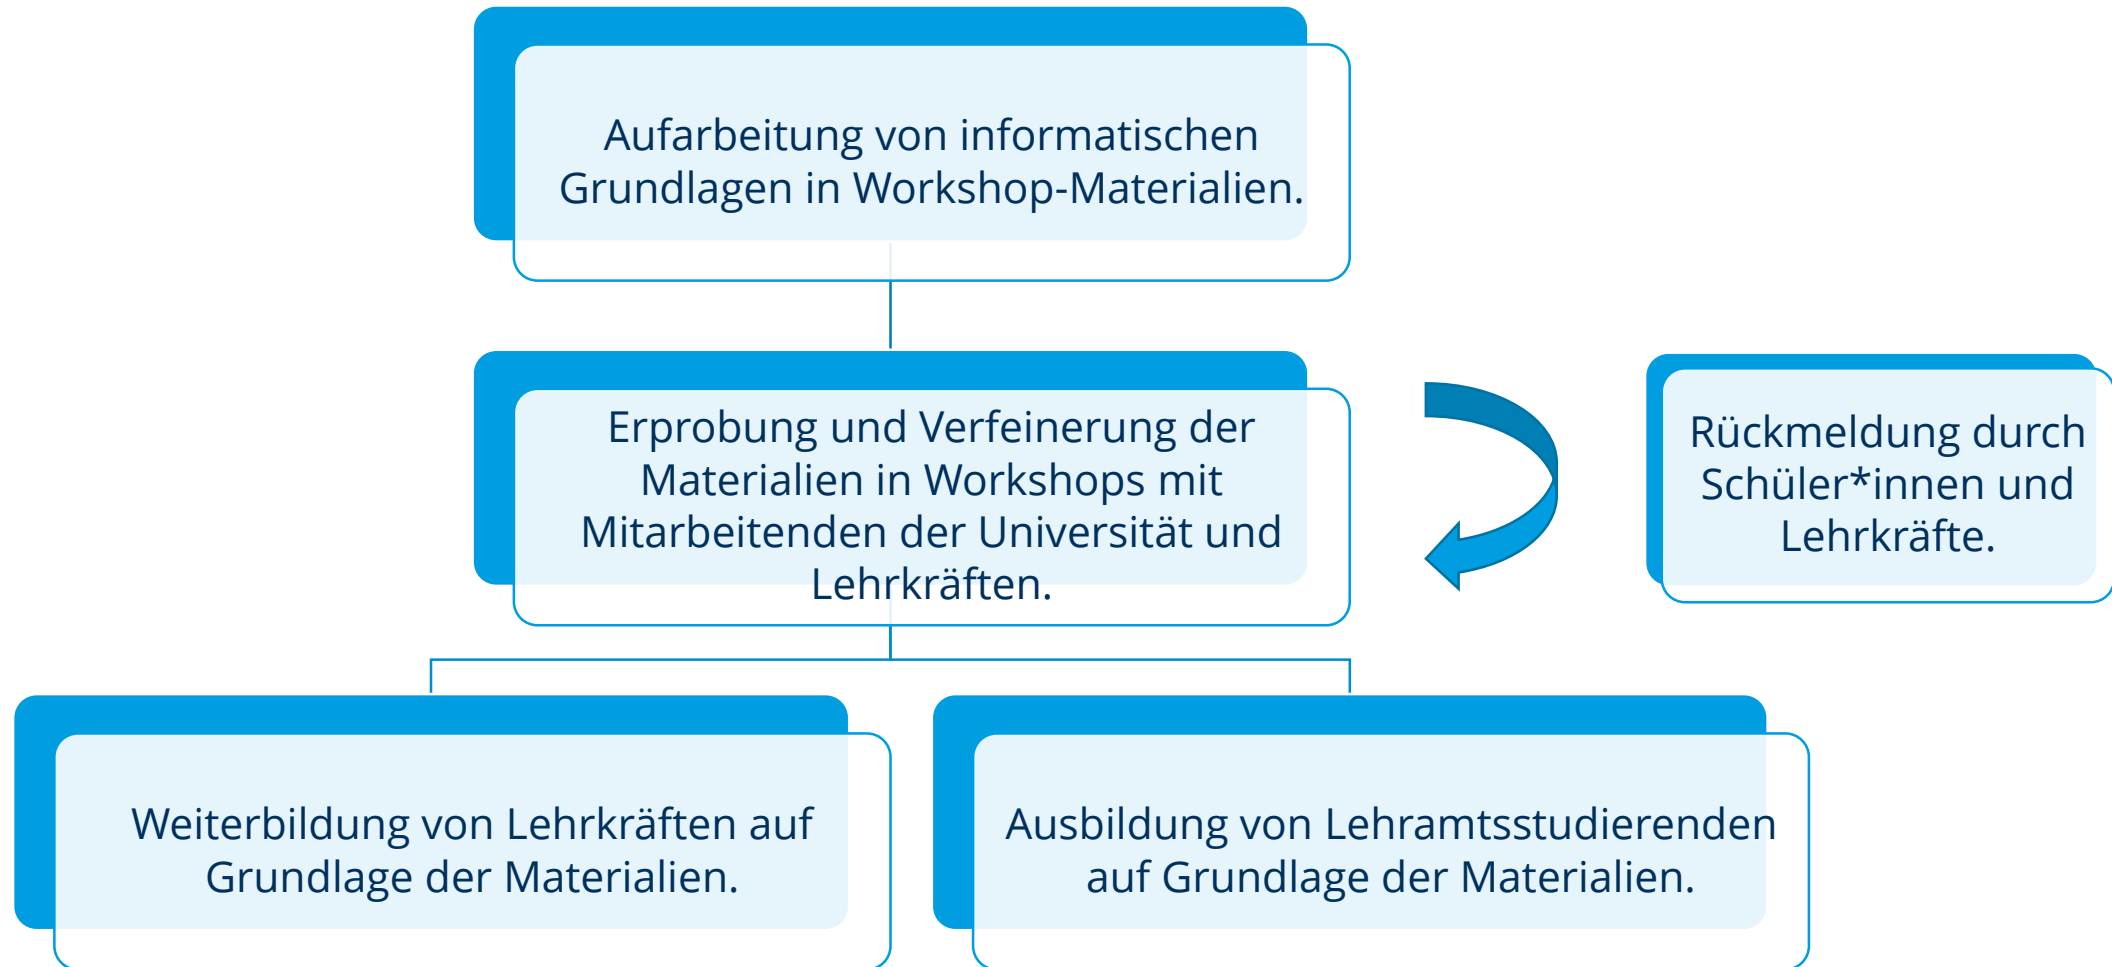 Aufarbeitung von informatischen
Grundlagen in Workshop-Materialien.
Erprobung und Verfeinerung der
Materialien in Workshops mit
Mitarbeitenden der Universität und
Lehrkräften.
Rückmeldung durch
Schüler*innen und
Lehrkräfte.
Weiterbildung von Lehrkräften auf
Grundlage der Materialien.
Ausbildung von Lehramtsstudierenden
auf Grundlage der Materialien.